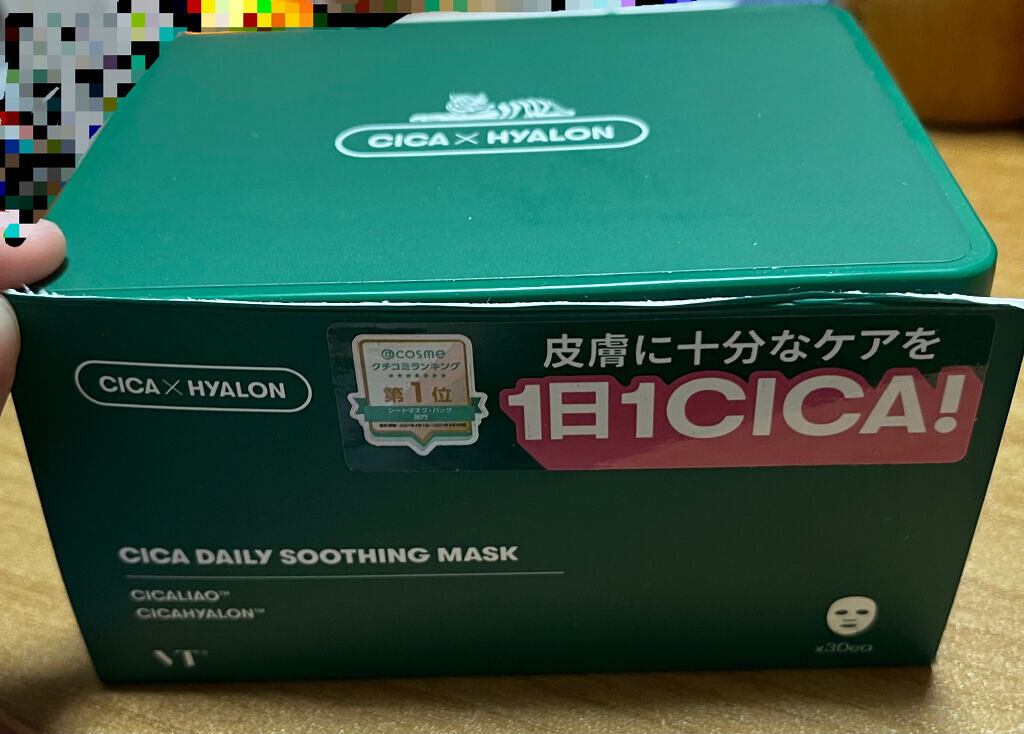 CICA × HYALON
CICA × HYALON
@cosme
クチコミランキング
第1位
シートマスク・パック
部門
皮膚に十分なケアを
1日1CICA!
CICA DAILY SOOTHING MASK
CICALIAO™
CICAHYALON™
VT®
x30ea